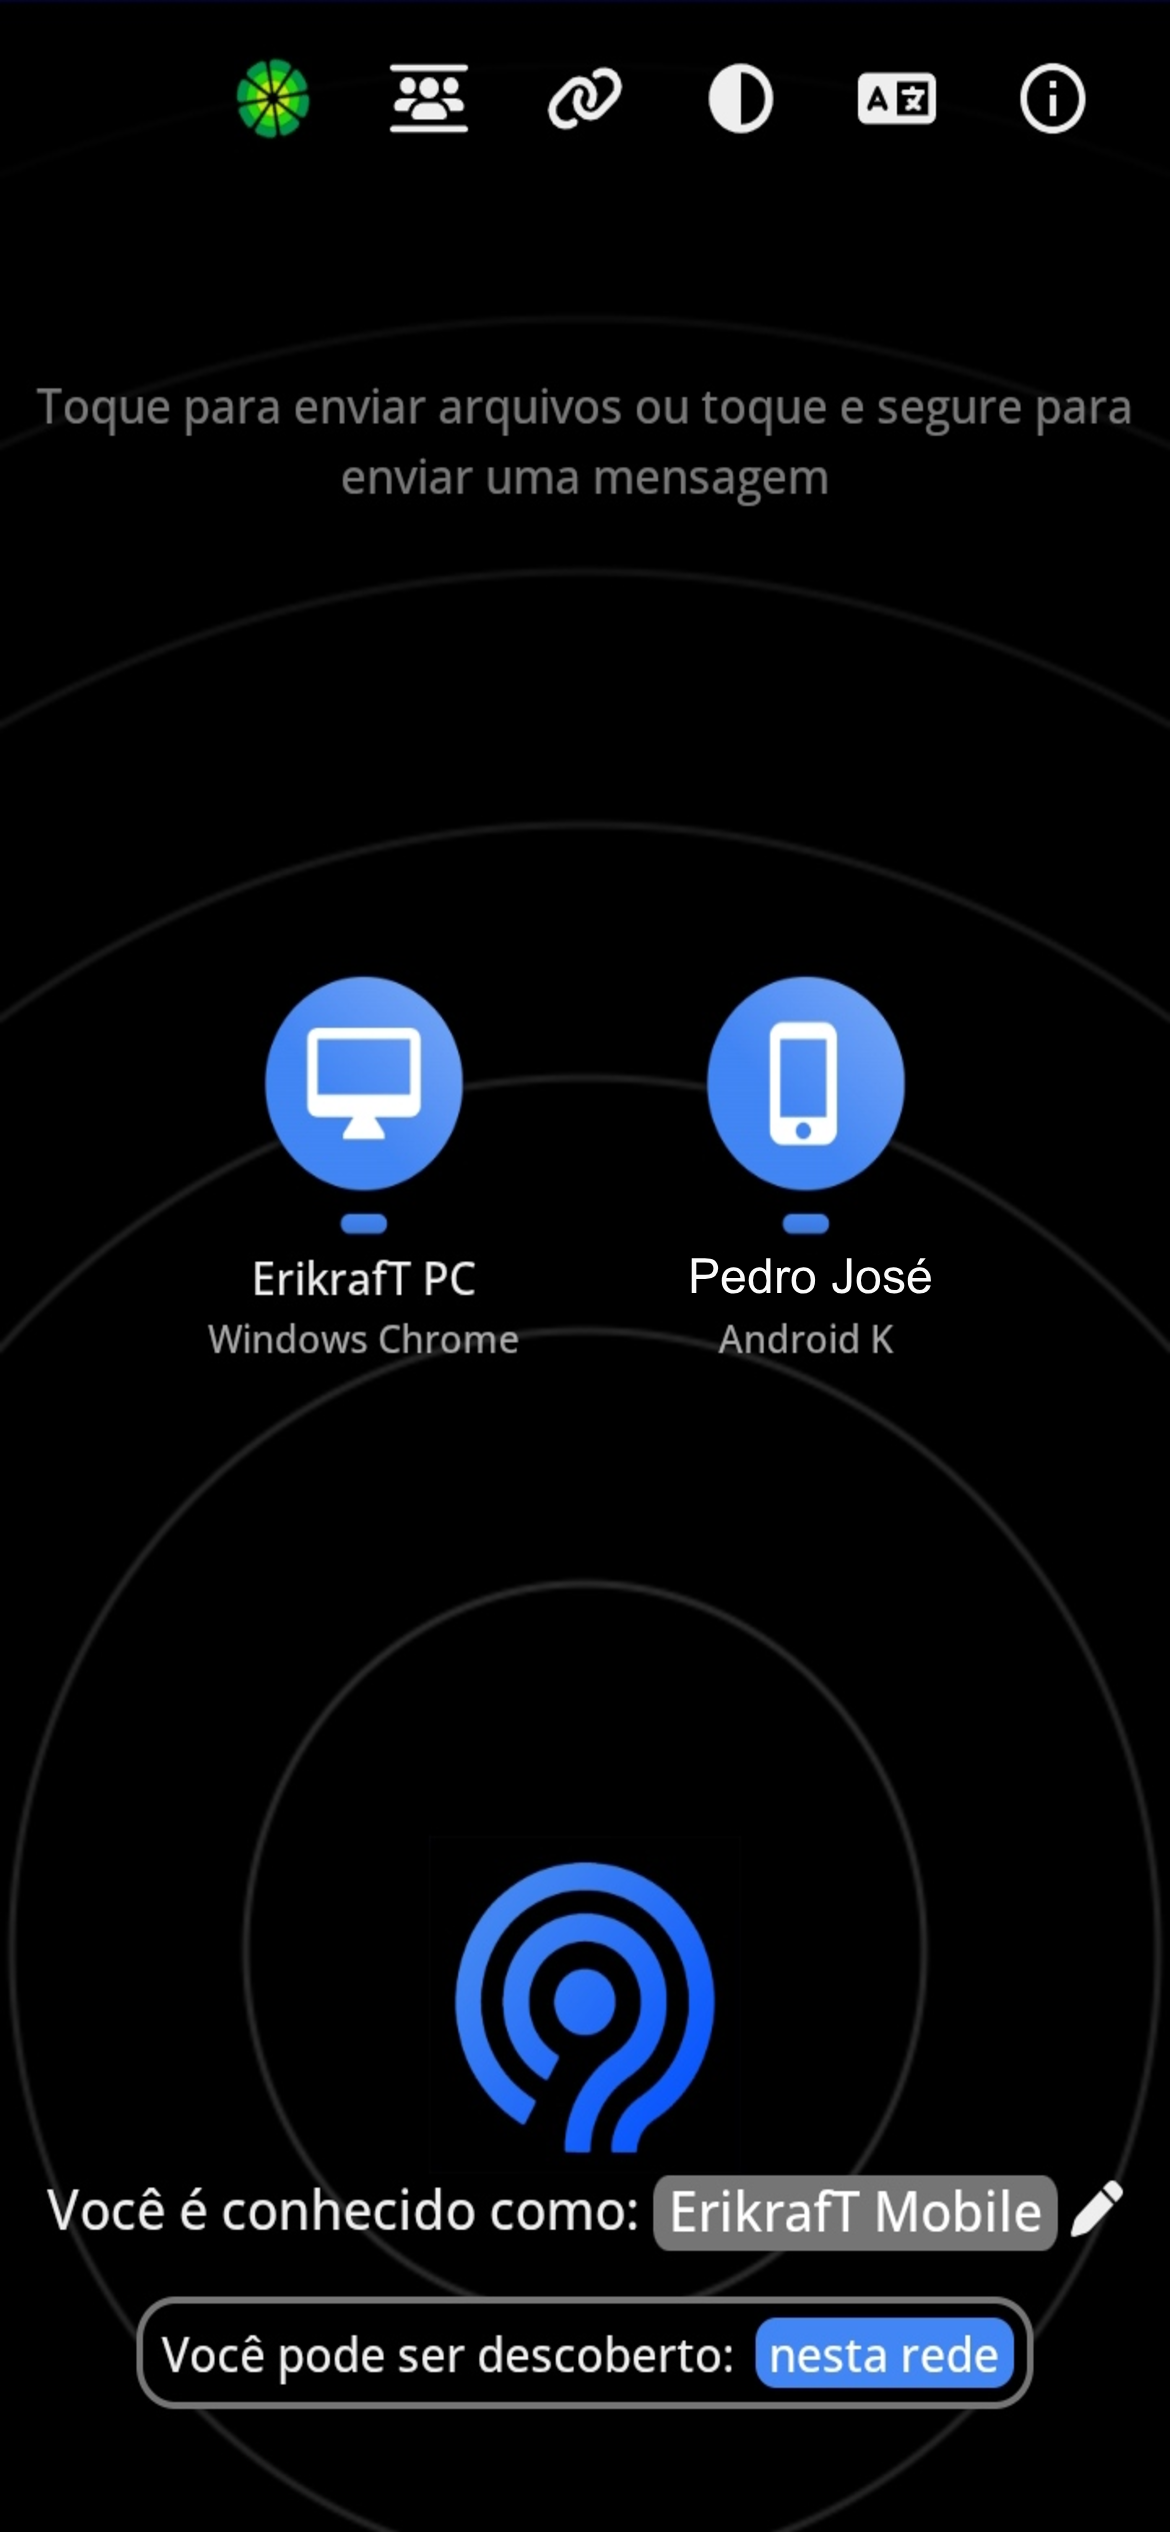 Toque para enviar arquivos ou toque e segure para
enviar uma mensagem
ErikrafT PC
Windows Chrome
Pedro José
Android K
Você é conhecido como: ErikrafT Mobile
Você pode ser descoberto: nesta rede